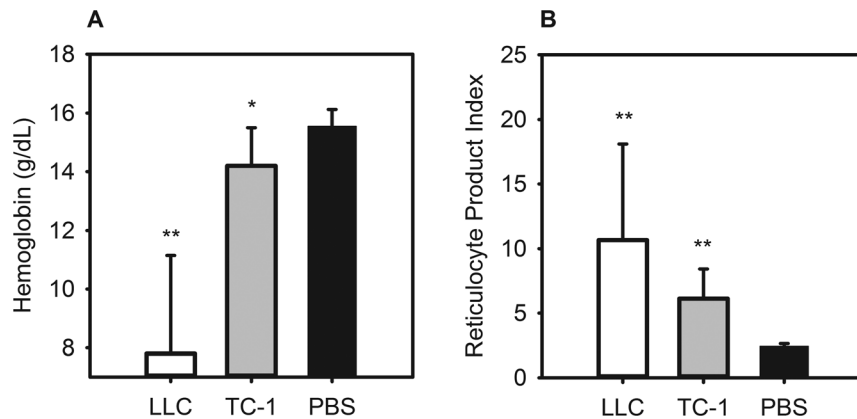 A
Hemoglobin (g/dL)
18
16
14
12
10
8
**
*
LLC TC-1 PBS
B
Reticulocyte Product Index
25
20
15
10
5
0
**
**
LLC TC-1 PBS